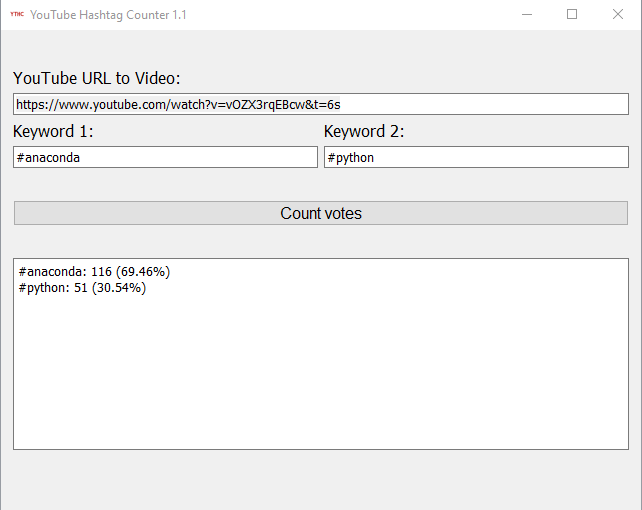 YTHC YouTube Hashtag Counter 1.1
YouTube URL to Video:
https://www.youtube.com/watch?v=vOZX3rqEBcw&t=6s
Keyword 1: Keyword 2:
#anaconda #python
Count votes
#anaconda: 116 (69.46%)
#python: 51 (30.54%)